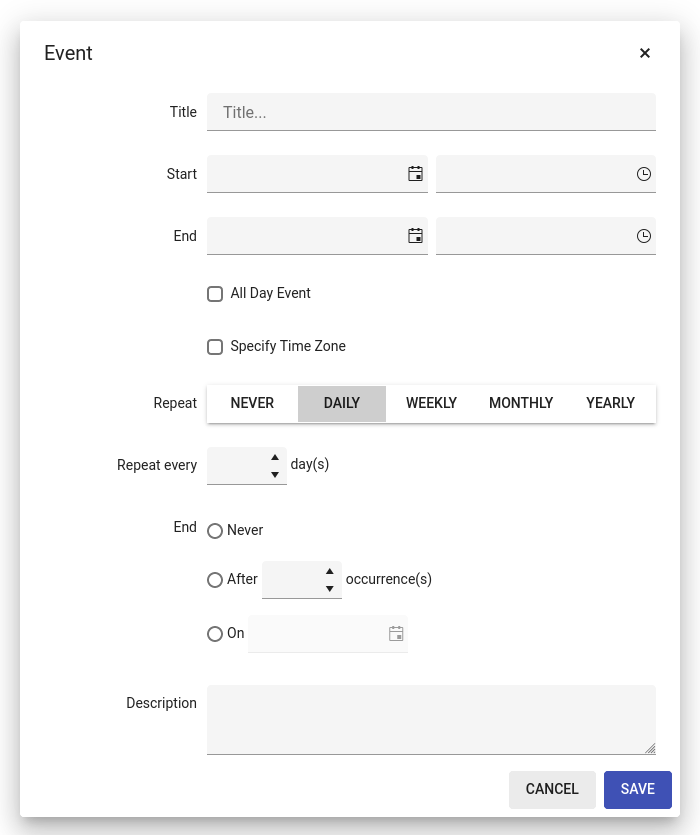 Event
Title Title...
Start
End
All Day Event
Specify Time Zone
Repeat NEVER DAILY WEEKLY MONTHLY YEARLY
Repeat every day(s)
End Never
After occurrence(s)
On
Description
CANCEL SAVE